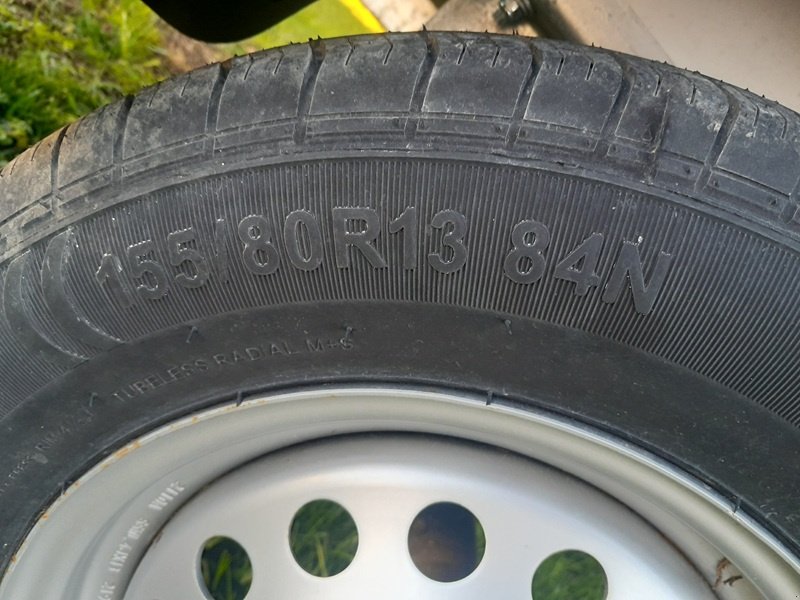 155/80R13 84N
TUBELESS RADIAL M+S